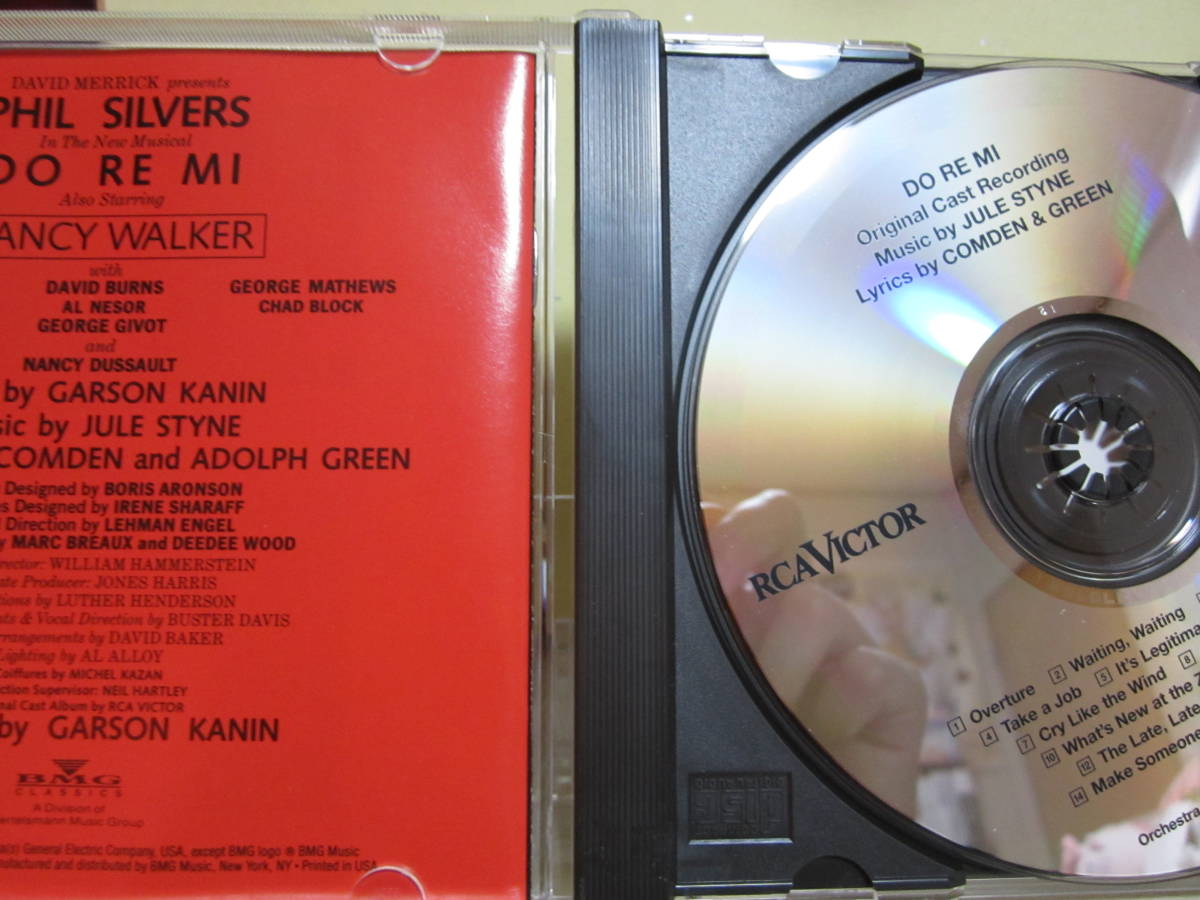 DAVID MERRICK presents
PHIL SILVERS
In The New Musical
DO RE MI
Also Starring
ANCY WALKER
with
DAVID BURNS GEORGE MATHEWS
AL NESOR CHAD BLOCK
GEORGE GIVOT
and
NANCY DUSSAULT
by GARSON KANIN
sic by JULE STYNE
COMDEN and ADOLPH GREEN
Designed by BORIS ARONSON
es Designed by IRENE SHARAFF
l Direction by LEHMAN ENGEL
by MARC BREAUX and DEEDEE WOOD
irector: WILLIAM HAMMERSTEIN
ate Producer: JONES HARRIS
tions by LUTHER HENDERSON
ts & Vocal Direction by BUSTER DAVIS
rrangements by DAVID BAKER
Lighting by AL ALLOY
Coiffures by MICHEL KAZAN
ction Supervisor: NEIL HARTLEY
nal Cast Album by RCA VICTOR
by GARSON KANIN
BMG
CLASSICS
A Division of
ertelsmann Music Group
a(s) General Electric Company, USA, except BMG logo ® BMG Music
nufactured and distributed by BMG Music, New York, NY • Printed in USA
DO RE MI
Original Cast Recording
Music by JULE STYNE
Lyrics by COMDEN & GREEN
RCA VICTOR
1 Overture 2 Waiting, Waiting
4 Take a Job 5 It's Legitima
7 Cry Like the Wind 8
10 What's New at the Z
12 The Late, Late
14 Make Someone
Orchestra
disc
DIGITAL AUDIO